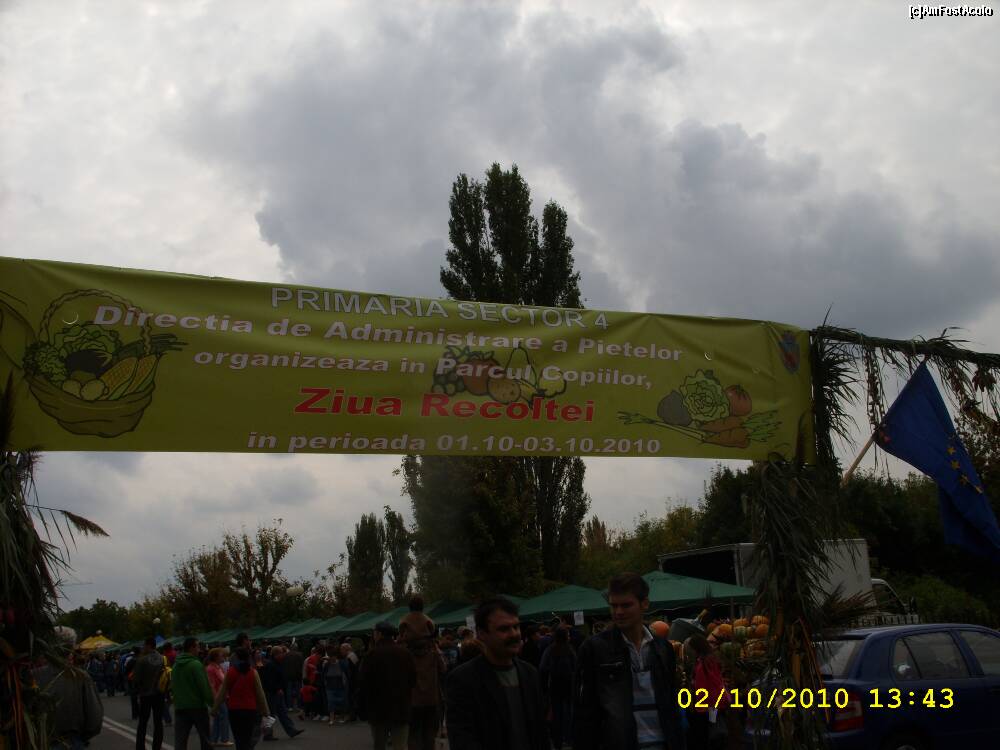 [c]AmFostAcolo
PRIMARIA SECTOR 4
Directia de Administrare a Pietelor
organizeaza in Parcul Copiilor,
Ziua Recoltei
in perioada 01.10-03.10.2010
02/10/2010 13:43